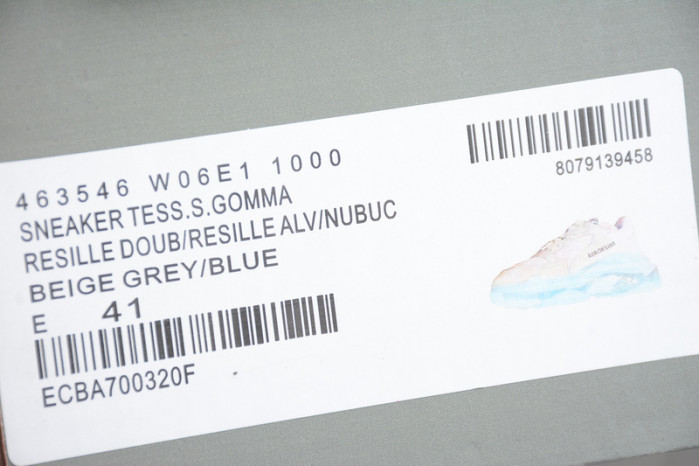 463546 W06E1 1000
SNEAKER TESS.S.GOMMA
RESILLE DOUB/RESILLE ALV/NUBUC
BEIGE GREY/BLUE
E 41
ECBA700320F
8079139458